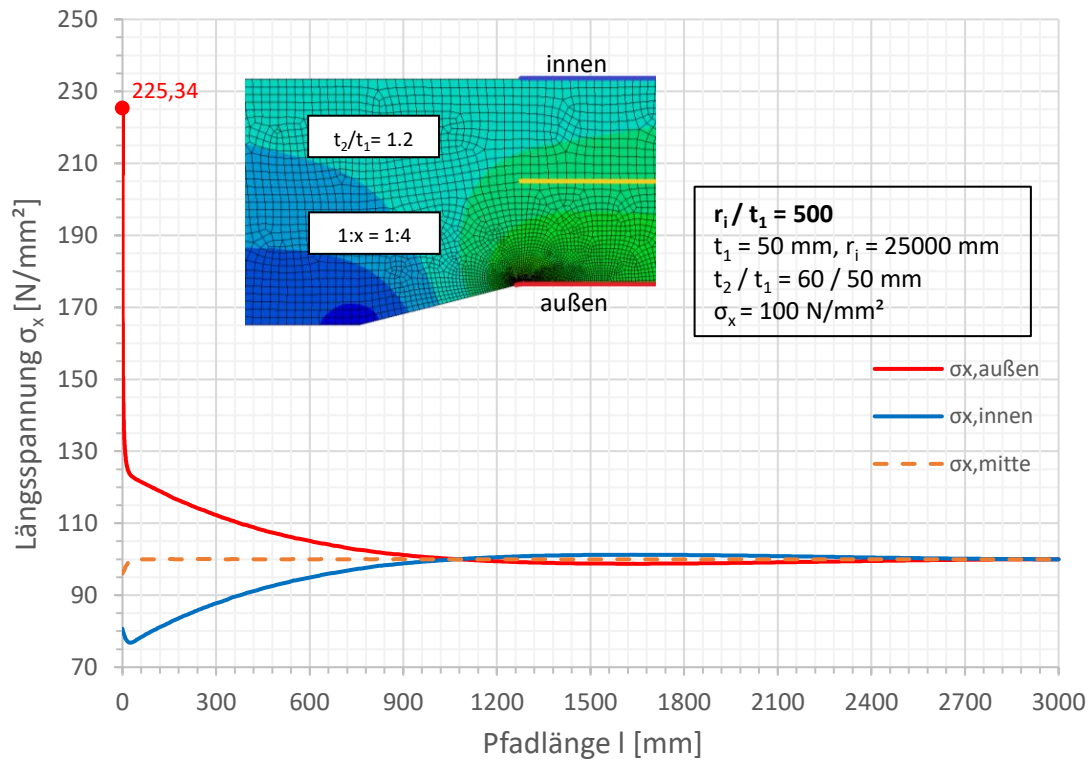 250
230
210
190
170
150
130
110
90
70
Längsspannung σₓ [N/mm²]
225,34
innen
t₂/t₁= 1.2
1:x = 1:4
außen
rᵢ / t₁ = 500
t₁ = 50 mm, rᵢ = 25000 mm
t₂ / t₁ = 60 / 50 mm
σₓ = 100 N/mm²
σx,außen
σx,innen
σx,mitte
0 300 600 900 1200 1500 1800 2100 2400 2700 3000
Pfadlänge l [mm]